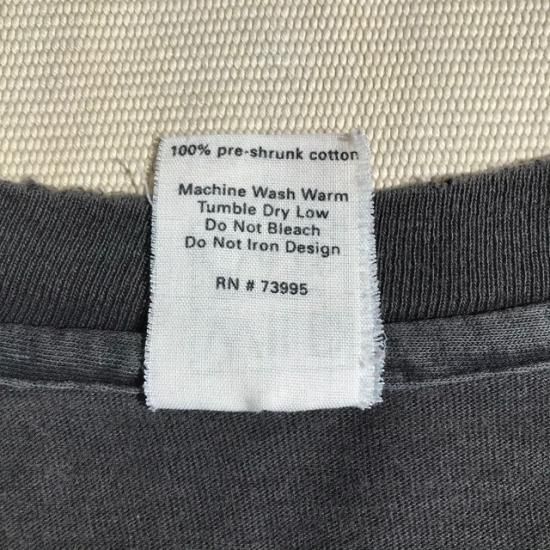 100% pre-shrunk cotton
Machine Wash Warm
Tumble Dry Low
Do Not Bleach
Do Not Iron Design
RN # 73995